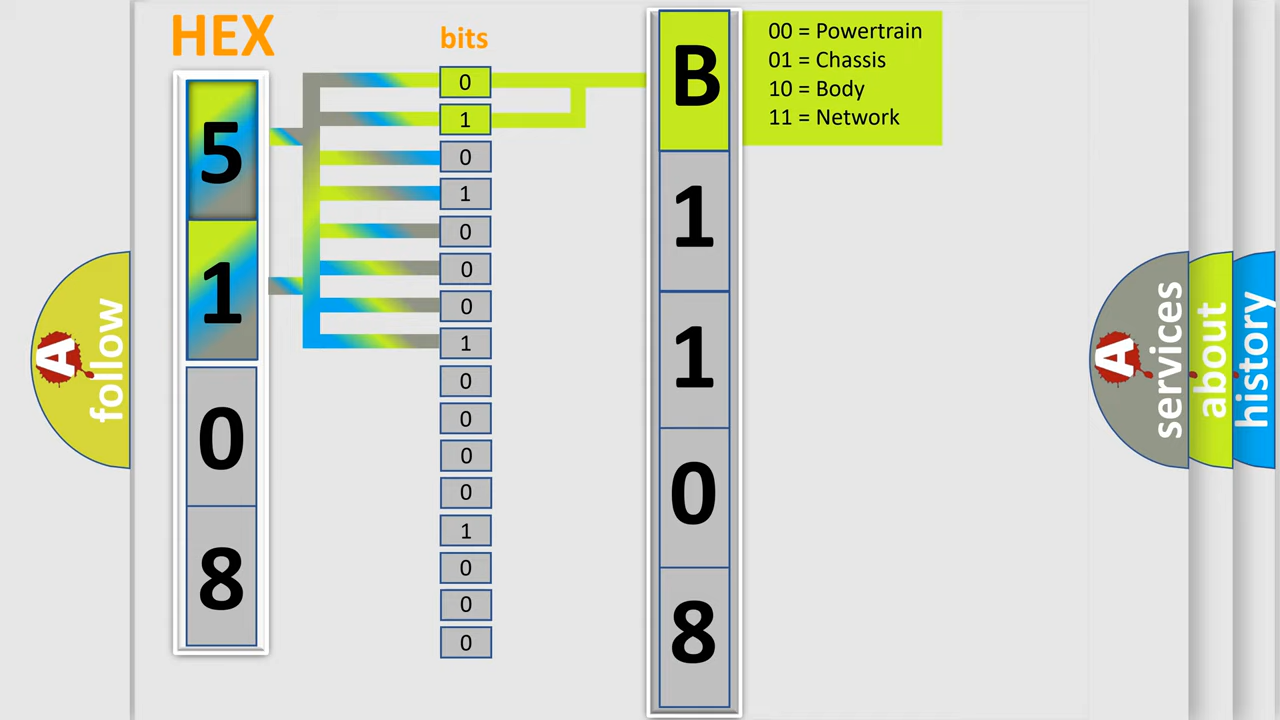 HEX
bits
5
1
0
8
0
1
0
1
0
0
0
1
0
0
0
0
1
0
0
0
B
1
1
0
8
00 = Powertrain
01 = Chassis
10 = Body
11 = Network
A
follow
A
services
about
history